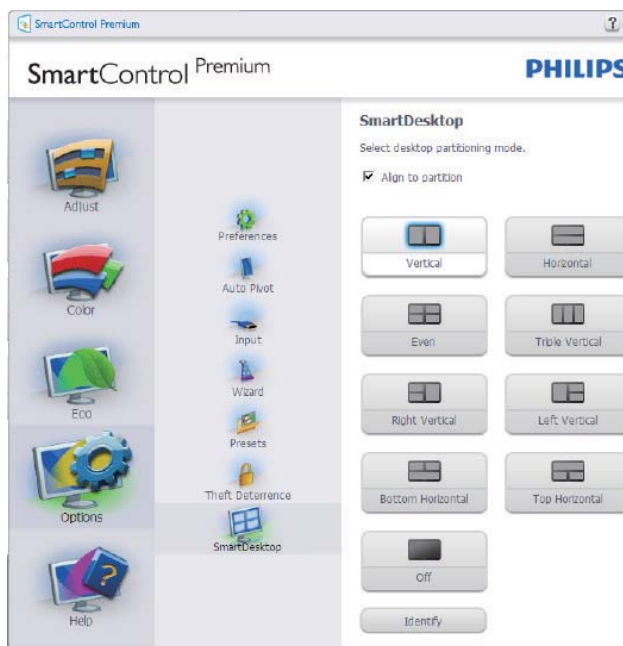 SmartControl Premium
?
SmartControl Premium
PHILIPS
Adjust
Color
Eco
Options
Help
Preferences
Auto Pivot
Input
Wizard
Presets
Theft Deterrence
SmartDesktop
SmartDesktop
Select desktop partitioning mode.
Align to partition
Vertical
Horizontal
Even
Triple Vertical
Right Vertical
Left Vertical
Bottom Horizontal
Top Horizontal
Off
Identify